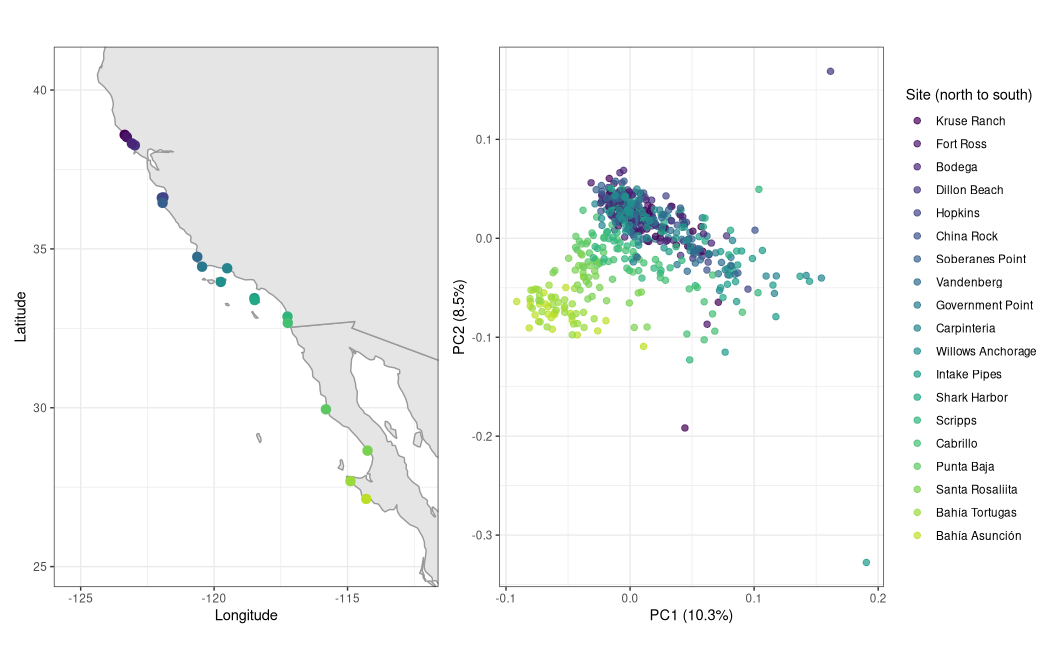 40
35
30
25
-125
-120
-115
Longitude
Latitude
0.1
0.0
-0.1
-0.2
-0.3
-0.1
0.0
0.1
0.2
PC1 (10.3%)
PC2 (8.5%)
Site (north to south)
Kruse Ranch
Fort Ross
Bodega
Dillon Beach
Hopkins
China Rock
Soberanes Point
Vandenberg
Government Point
Carpinteria
Willows Anchorage
Intake Pipes
Shark Harbor
Scripps
Cabrillo
Punta Baja
Santa Rosaliita
Bahía Tortugas
Bahía Asunción